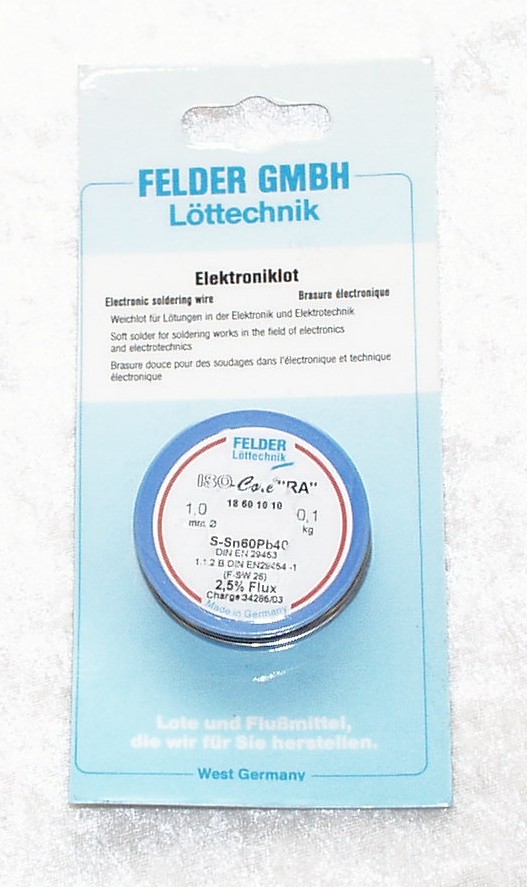 FELDER GMBH
Löttechnik
Elektroniklot
Electronic soldering wire
Brasure électronique
Weichlot für Lötungen in der Elektronik und Elektrotechnik
Soft solder for soldering works in the field of electronics
and electrotechnics
Brasure douce pour des soudages dans l'électronique et technique
électronique
FELDER
Löttechnik
ISO-Core "RA"
18 60 10 10
1,0
mm, Ø
0,1
kg
S-Sn60Pb40
DIN EN 29453
1.1.2 B DIN EN29454 -1
(F-SW 26)
2,5% Flux
Charge:34286/03
Made in Germany
Lote und Flußmittel,
die wir für Sie herstellen.
West Germany